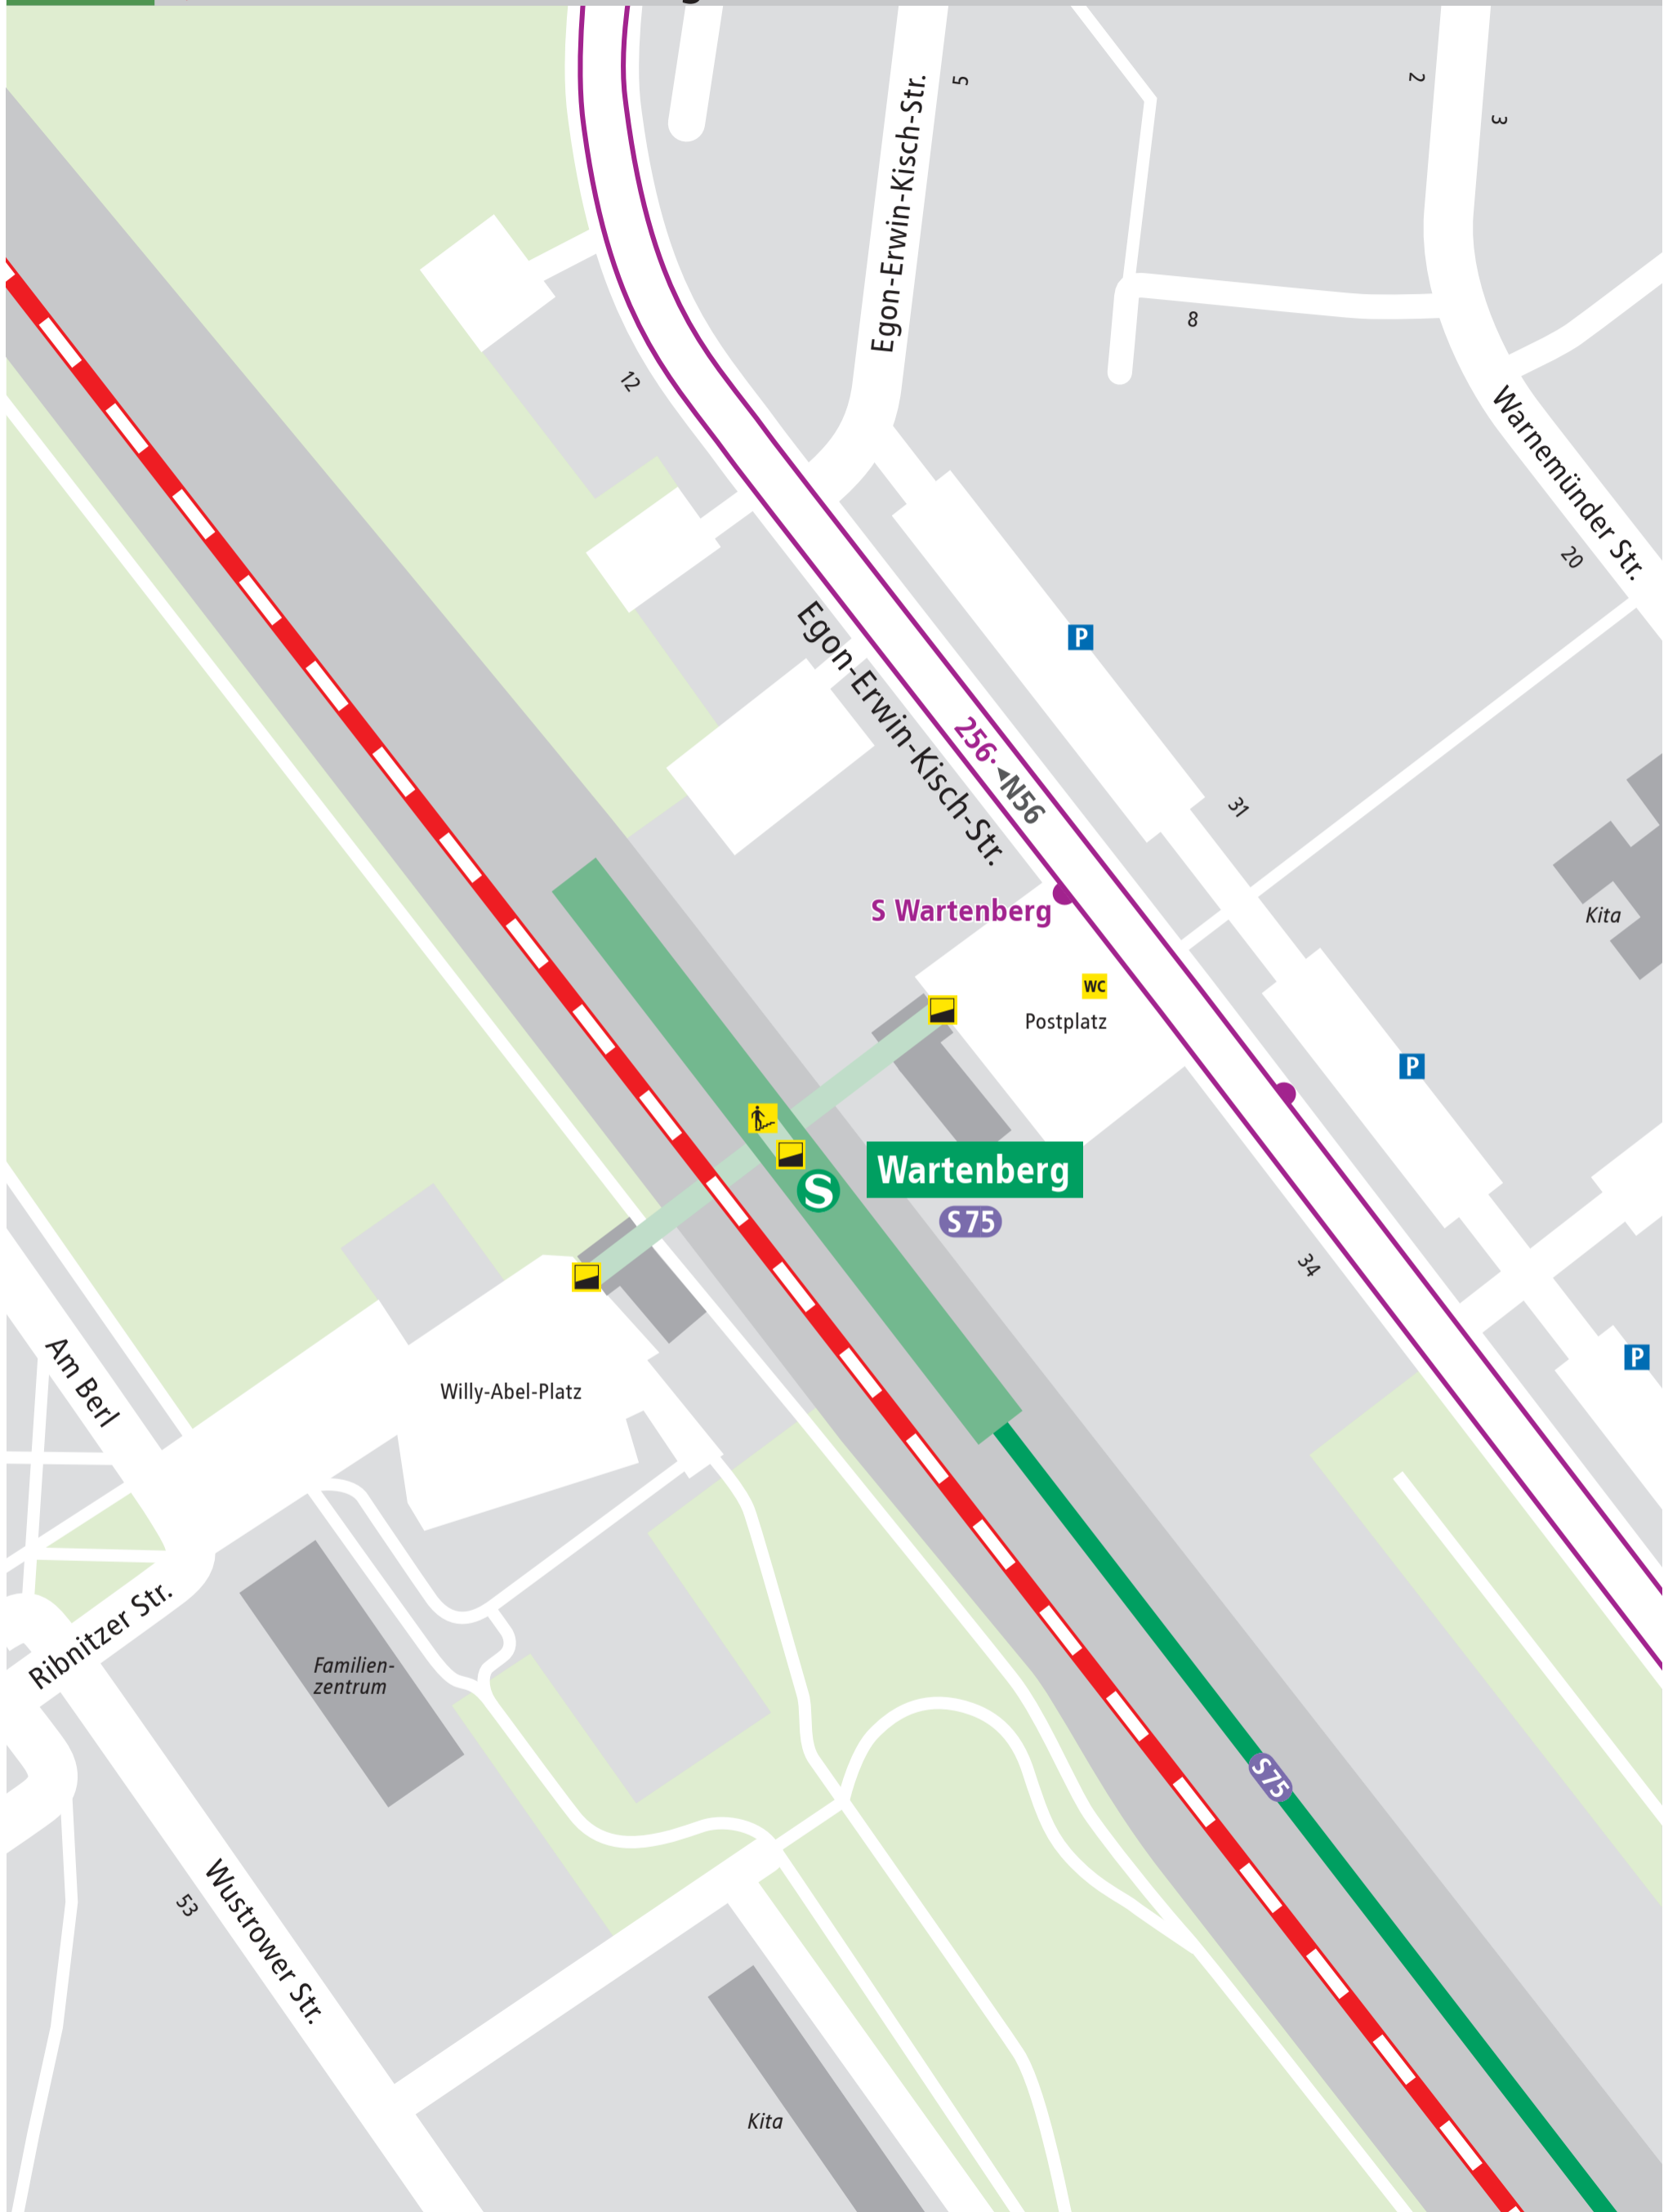 Egon-Erwin-Kisch-Str.
5
2
3
8
12
Warnemünder Str.
20
P
Egon-Erwin-Kisch-Str.
256·◄N56
31
S Wartenberg
Kita
WC
Postplatz
P
S
Wartenberg
S75
34
P
Am Berl
Willy-Abel-Platz
Ribnitzer Str.
Familien-
zentrum
S75
Wustrower Str.
53
Kita